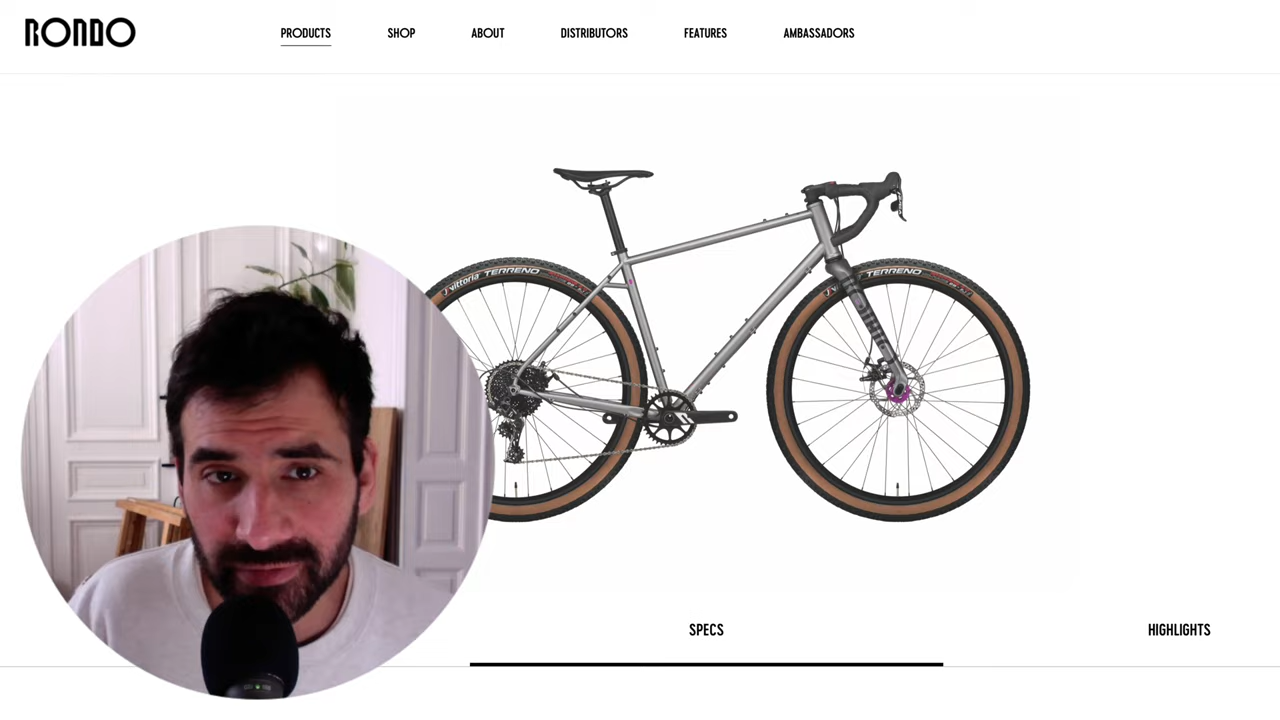 RONDO
PRODUCTS SHOP ABOUT DISTRIBUTORS FEATURES AMBASSADORS
vittoria TERRENO
TERRENO
SPECS HIGHLIGHTS